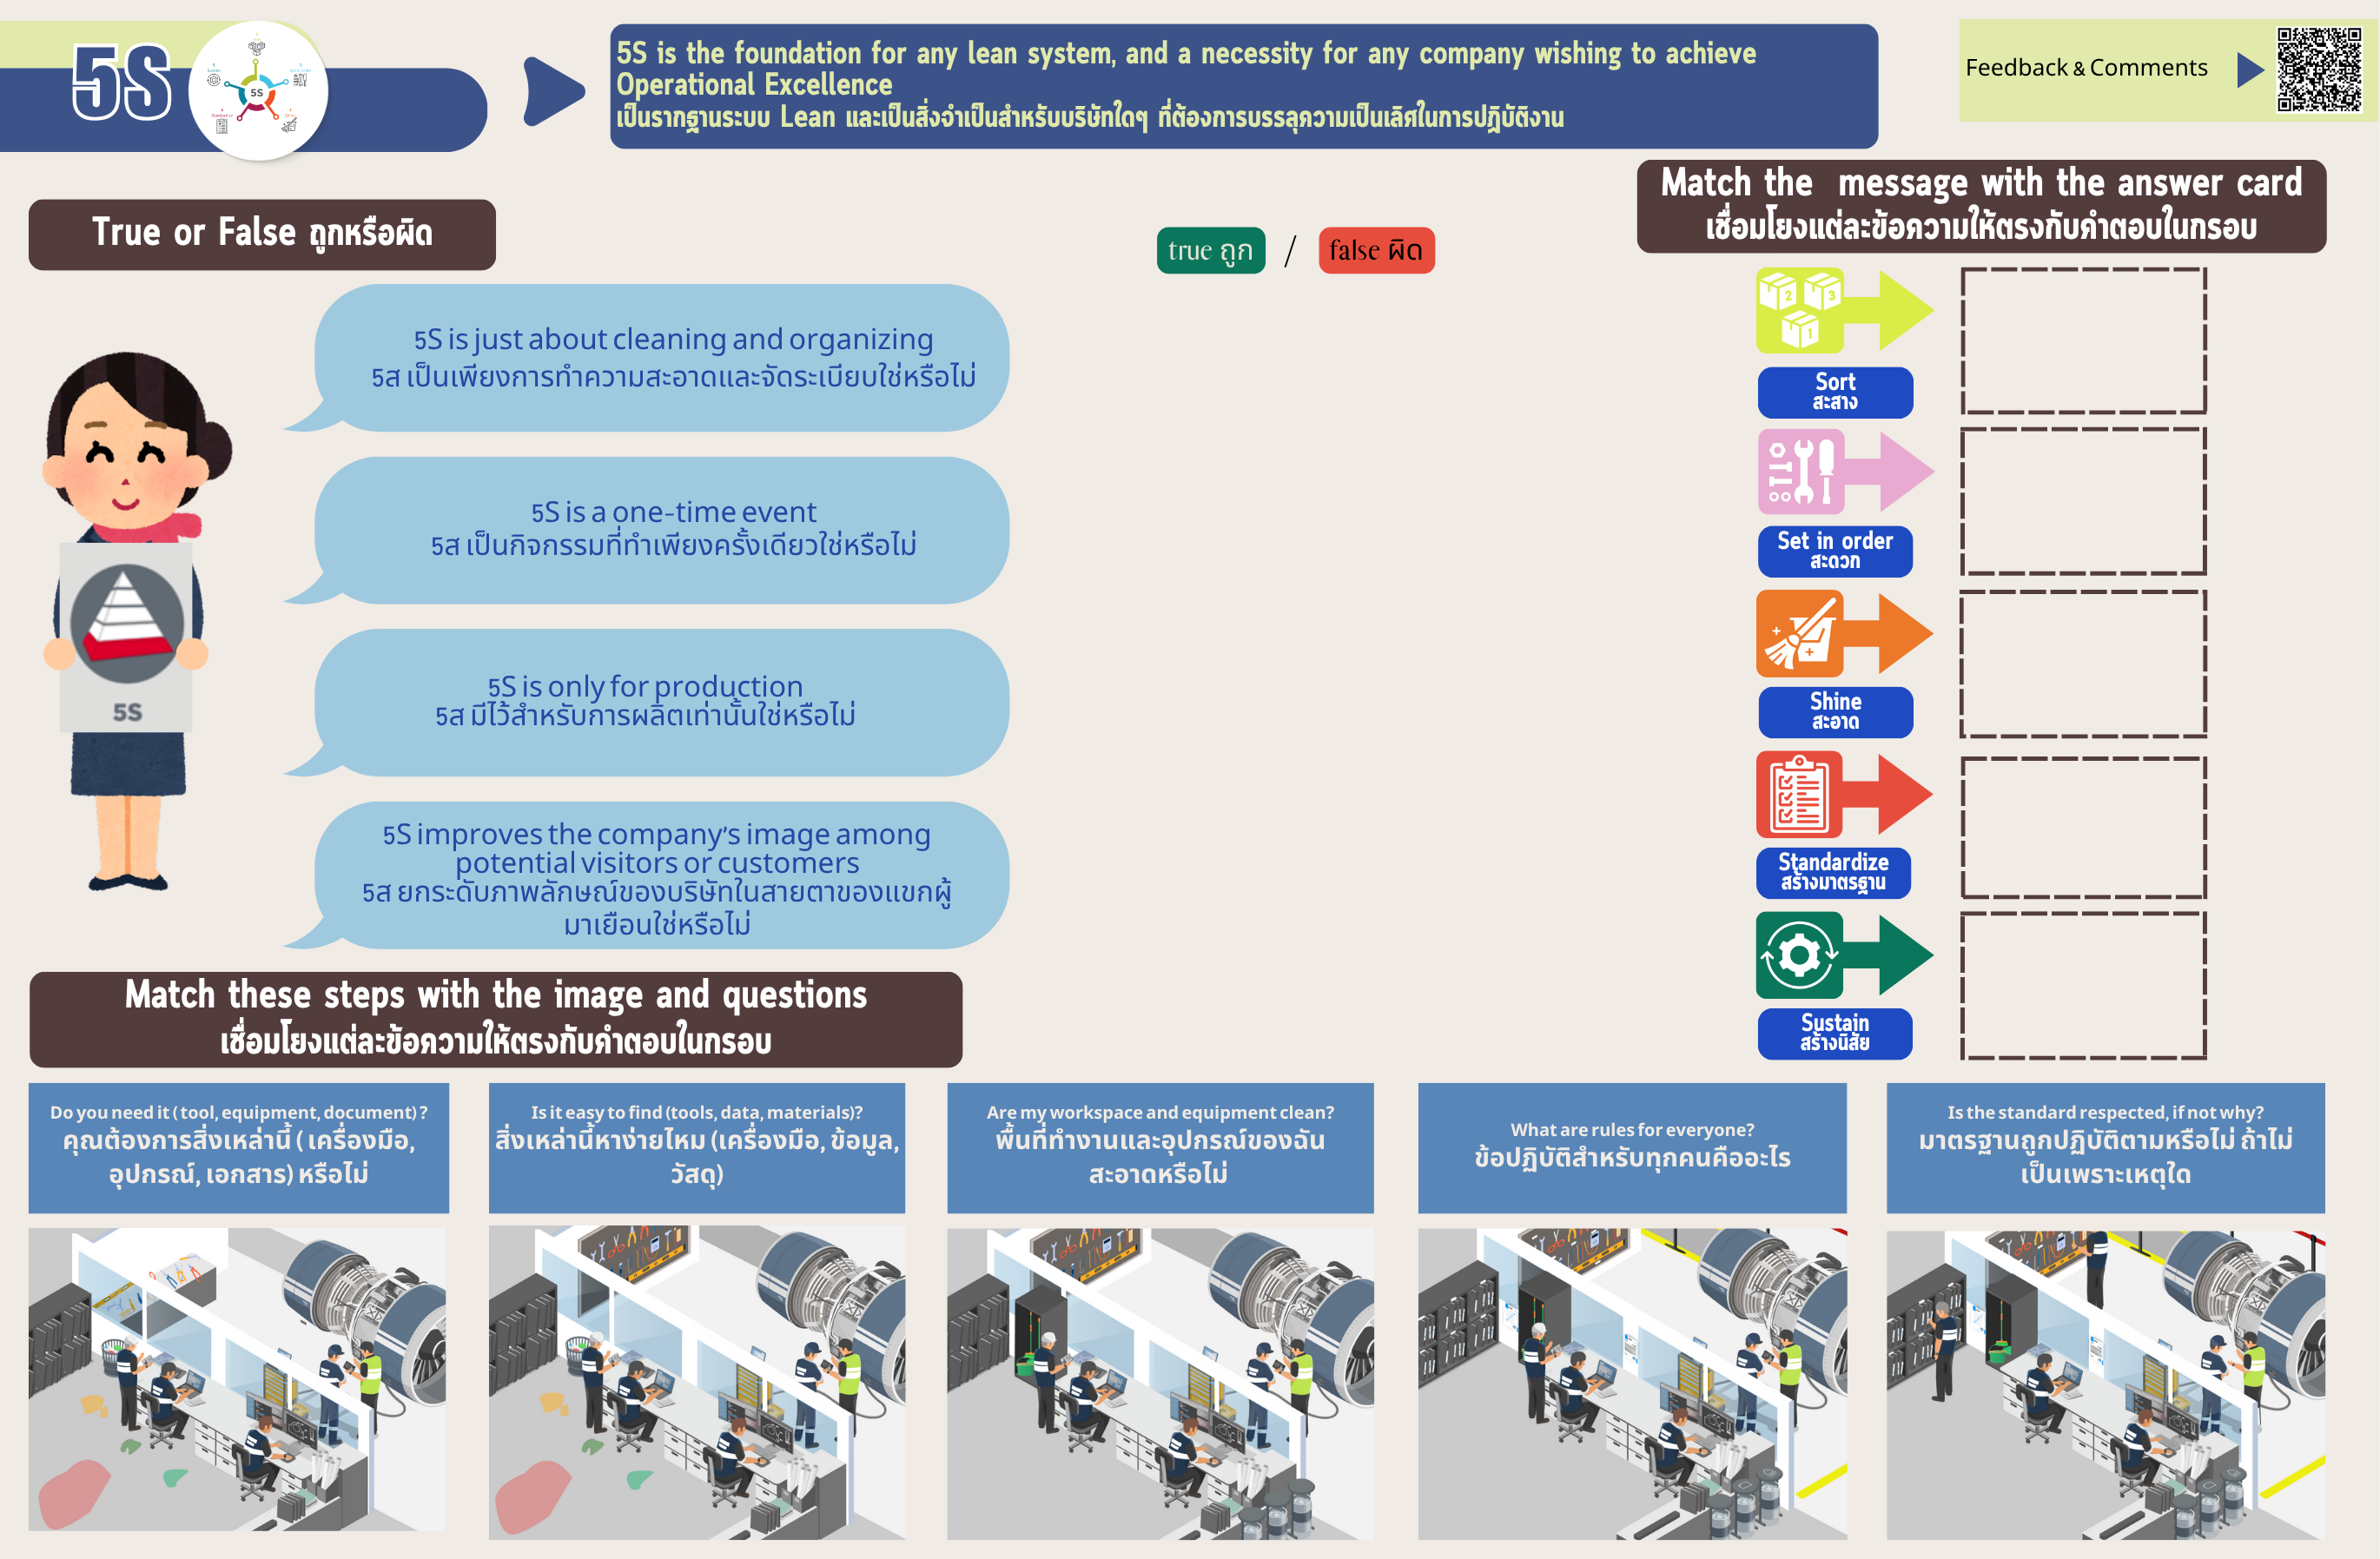 5S
5S
5S is the foundation for any lean system, and a necessity for any company wishing to achieve
Operational Excellence
เป็นรากฐานระบบ Lean และเป็นสิ่งจำเป็นสำหรับบริษัทใดๆ ที่ต้องการบรรลุความเป็นเลิศในการปฏิบัติงาน
Feedback & Comments
True or False ถูกหรือผิด
true ถูก / false ผิด
5S is just about cleaning and organizing
5ส เป็นเพียงการทำความสะอาดและจัดระเบียบใช่หรือไม่
5S is a one-time event
5ส เป็นกิจกรรมที่ทำเพียงครั้งเดียวใช่หรือไม่
5S is only for production
5ส มีไว้สำหรับการผลิตเท่านั้นใช่หรือไม่
5S improves the company's image among
potential visitors or customers
5ส ยกระดับภาพลักษณ์ของบริษัทในสายตาของแขกผู้
มาเยือนใช่หรือไม่
5S
Match the message with the answer card
เชื่อมโยงแต่ละข้อความให้ตรงกับคำตอบในกรอบ
2 3
1
Sort
สะสาง
Set in order
สะดวก
Shine
สะอาด
Standardize
สร้างมาตรฐาน
Sustain
สร้างนิสัย
Match these steps with the image and questions
เชื่อมโยงแต่ละข้อความให้ตรงกับคำตอบในกรอบ
Do you need it ( tool, equipment, document) ?
คุณต้องการสิ่งเหล่านี้ ( เครื่องมือ,
อุปกรณ์, เอกสาร) หรือไม่
Is it easy to find (tools, data, materials)?
สิ่งเหล่านี้หาง่ายไหม (เครื่องมือ, ข้อมูล,
วัสดุ)
Are my workspace and equipment clean?
พื้นที่ทำงานและอุปกรณ์ของฉัน
สะอาดหรือไม่
What are rules for everyone?
ข้อปฏิบัติสำหรับทุกคนคืออะไร
Is the standard respected, if not why?
มาตรฐานถูกปฏิบัติตามหรือไม่ ถ้าไม่
เป็นเพราะเหตุใด